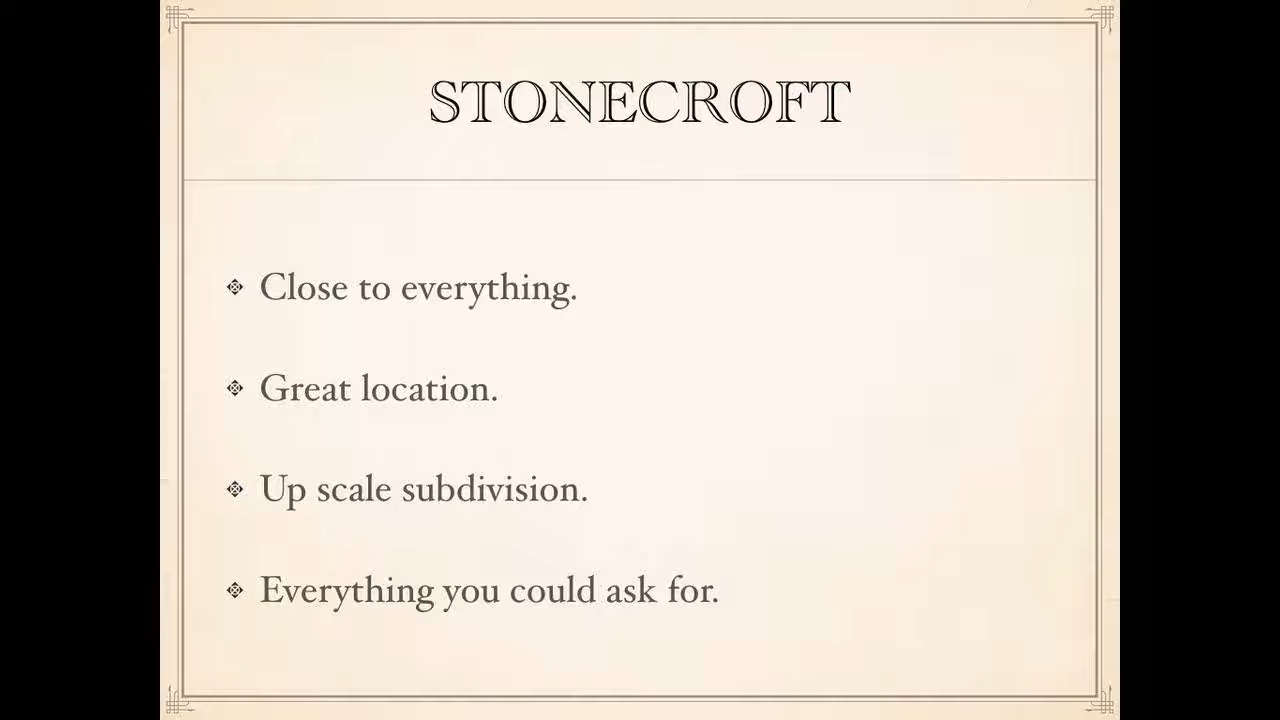 STONECROFT
Close to everything.
Great location.
Up scale subdivision.
Everything you could ask for.